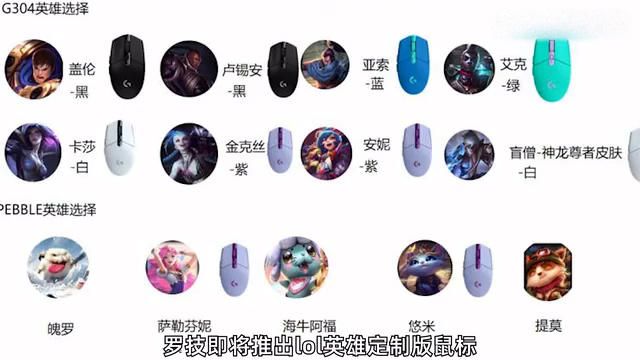 G304英雄选择
盖伦
-黑
卢锡安
-黑
亚索
-蓝
艾克
-绿
卡莎
-白
金克丝
-紫
安妮
-紫
盲僧-神龙尊者皮肤
-白
PEBBLE英雄选择
魄罗
萨勒芬妮
海牛阿福
悠米
提莫
罗技即将推出lol英雄定制版鼠标